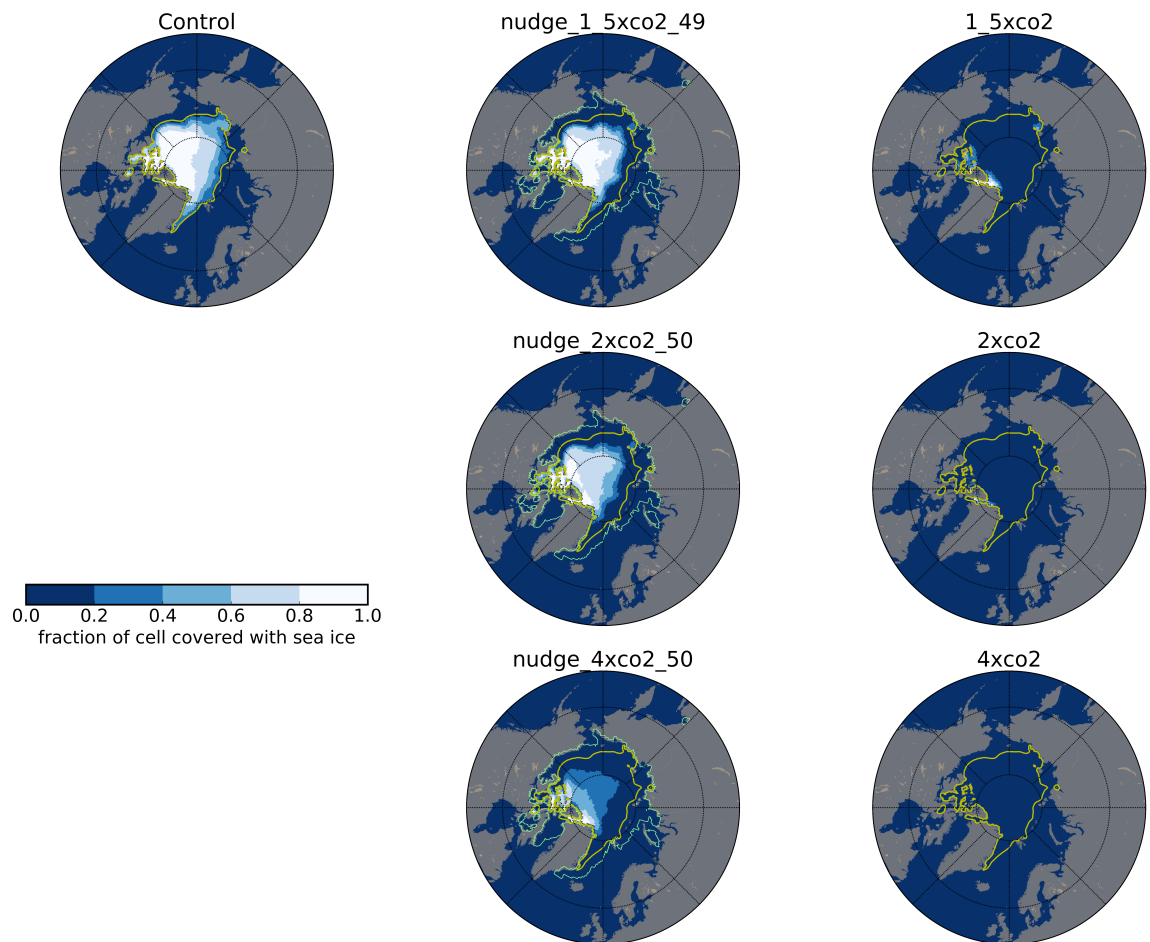 Control
nudge_1_5xco2_49
1_5xco2
nudge_2xco2_50
2xco2
0.0 0.2 0.4 0.6 0.8 1.0
fraction of cell covered with sea ice
nudge_4xco2_50
4xco2